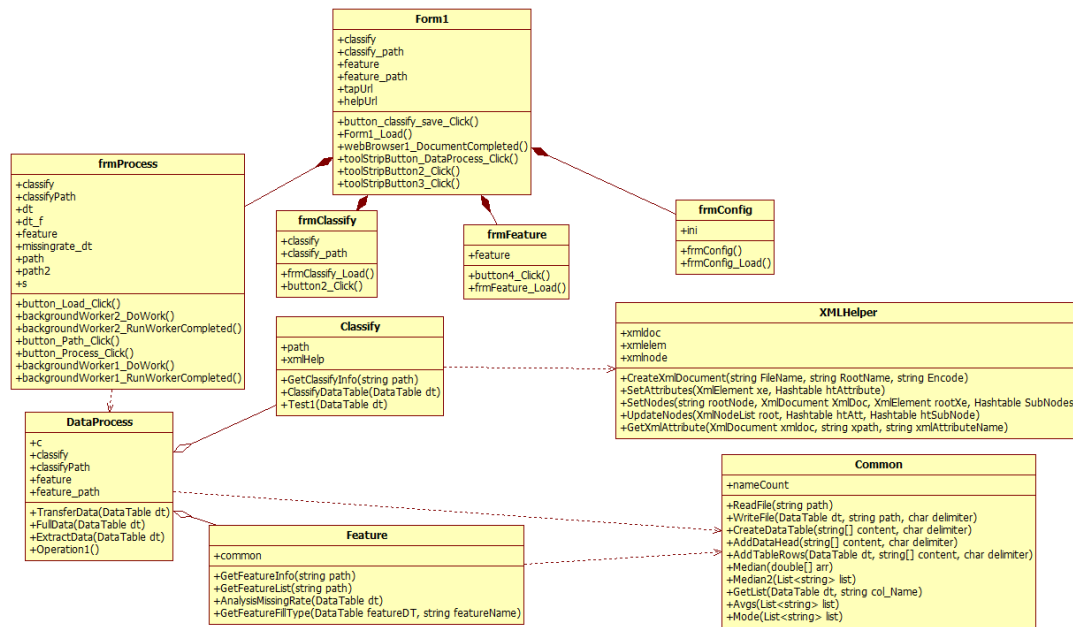 Form1
+classify
+classify_path
+feature
+feature_path
+tapUrl
+helpUrl
+button_classify_save_Click()
+Form1_Load()
+webBrowser1_DocumentCompleted()
+toolStripButton_DataProcess_Click()
+toolStripButton2_Click()
+toolStripButton3_Click()
frmProcess
+classify
+classifyPath
+dt
+dt_f
+feature
+missingrate_dt
+path
+path2
+s
+button_Load_Click()
+backgroundWorker2_DoWork()
+backgroundWorker2_RunWorkerCompleted()
+button_Path_Click()
+button_Process_Click()
+backgroundWorker1_DoWork()
+backgroundWorker1_RunWorkerCompleted()
frmClassify
+classify
+classify_path
+frmClassify_Load()
+button2_Click()
frmFeature
+feature
+button4_Click()
+frmFeature_Load()
frmConfig
+ini
+frmConfig()
+frmConfig_Load()
Classify
+path
+xmlHelp
+GetClassifyInfo(string path)
+ClassifyDataTable(DataTable dt)
+Test1(DataTable dt)
XMLHelper
+xmldoc
+xmlelem
+xmlnode
+CreateXmlDocument(string FileName, string RootName, string Encode)
+SetAttributes(XmlElement xe, Hashtable htAttribute)
+SetNodes(string rootNode, XmlDocument XmlDoc, XmlElement rootXe, Hashtable SubNodes)
+UpdateNodes(XmlNodeList root, Hashtable htAtt, Hashtable htSubNode)
+GetXmlAttribute(XmlDocument xmldoc, string xpath, string xmlAttributeName)
DataProcess
+c
+classify
+classifyPath
+feature
+feature_path
+TransferData(DataTable dt)
+FullData(DataTable dt)
+ExtractData(DataTable dt)
+Operation1()
Feature
+common
+GetFeatureInfo(string path)
+GetFeatureList(string path)
+AnalysisMissingRate(DataTable dt)
+GetFeatureFillType(DataTable featureDT, string featureName)
Common
+nameCount
+ReadFile(string path)
+WriteFile(DataTable dt, string path, char delimiter)
+CreateDataTable(string[] content, char delimiter)
+AddDataHead(string[] content, char delimiter)
+AddTableRows(DataTable dt, string[] content, char delimiter)
+Median(double[] arr)
+Median2(List<string> list)
+GetList(DataTable dt, string col_Name)
+Avgs(List<string> list)
+Mode(List<string> list)